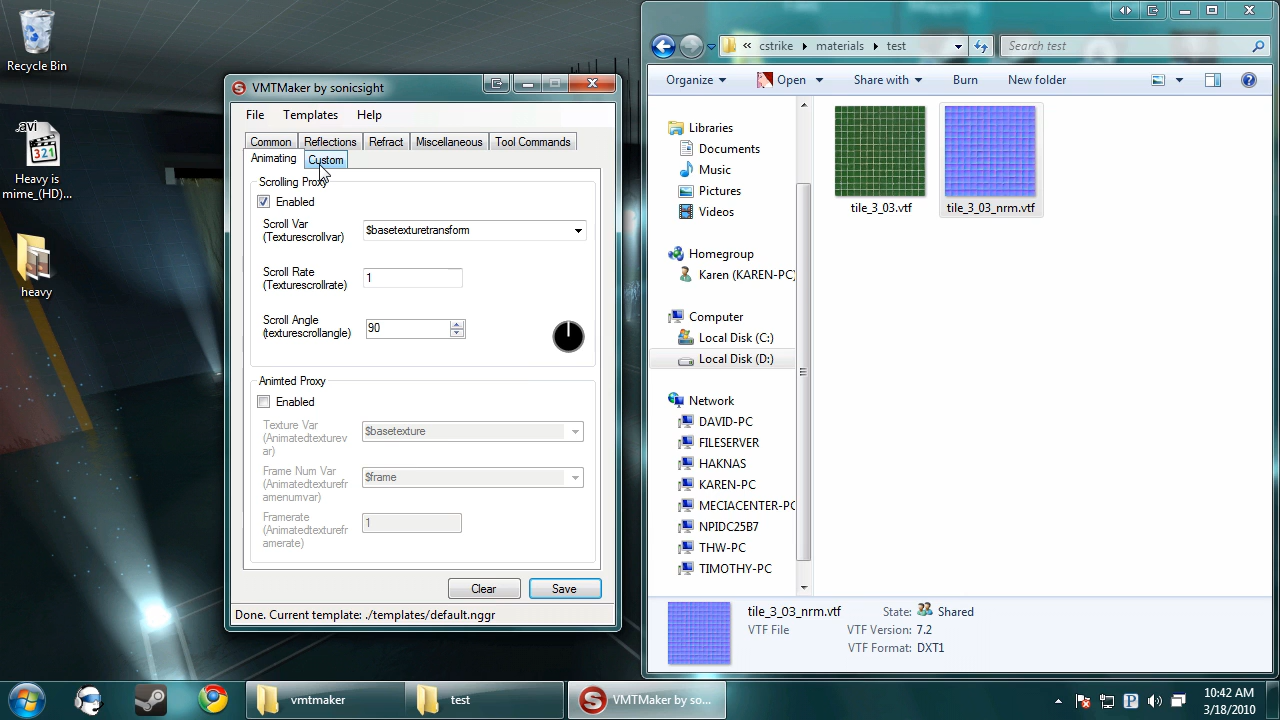 Recycle Bin
.avi
321
Heavy is
mime_(HD)...
heavy
VMTMaker by som
File
Help
Common
Reflections
Refract
Miscellaneous
Tool Commands
Custom
Scrolling Proxy
Enabled
Scroll Var
(Texturescrollvar)
$basetexturetransform
Scroll Rate
(Texturescrollrate)
1
Scroll Angle
(texturescrollangle)
90
Animted Proxy
Enabled
Texture Var
(Animatedtexturev
ar)
$basetexture
Frame Num Var
(Animatedtexturefr
amenumvar)
$frame
Framerate
(Animatedtexturefr
amerate)
1
Clear
Save
Done. Current template: ./templates/default.nggr
« cstrike ▸ materials ▸ test
Search test
Organize
Open
Share with
Burn
New folder
Libraries
Documents
Music
Pictures
Videos
Homegroup
Karen (KAREN-PC)
Computer
Local Disk (C:)
Local Disk (D:)
Network
DAVID-PC
FILESERVER
HAKNAS
KAREN-PC
MECIACENTER-PC
NPIDC25B7
THW-PC
TIMOTHY-PC
tile_3_03.vtf
tile_3_03_nrm.vtf
tile_3_03_nrm.vtf
VTF File
State: Shared
VTF Version: 7.2
VTF Format: DXT1
vmtmaker
test
VMTMaker by so...
10:42 AM
3/18/2010